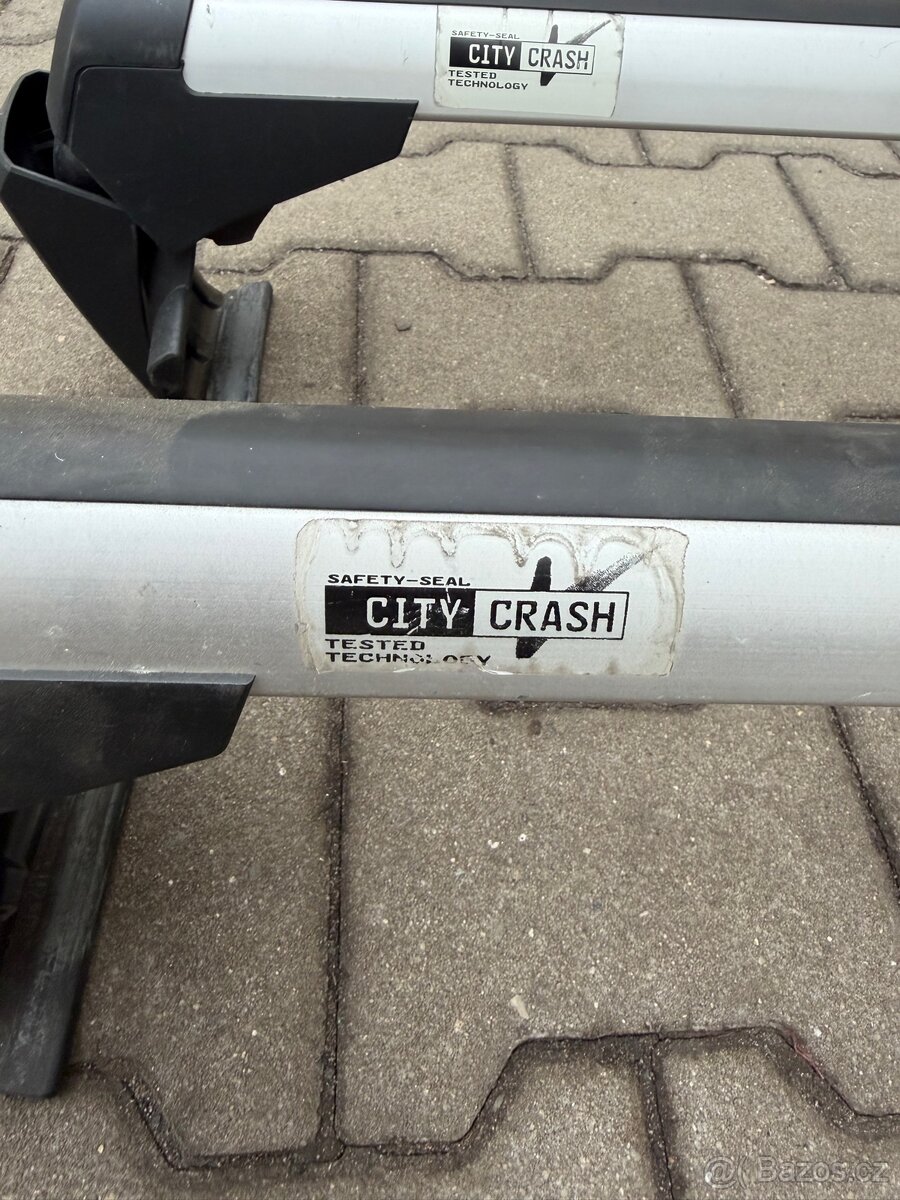 SAFETY-SEAL
CITY CRASH
TESTED
TECHNOLOGY
SAFETY-SEAL
CITY CRASH
TESTED
TECHNOLOGY
@ Bazos.cz